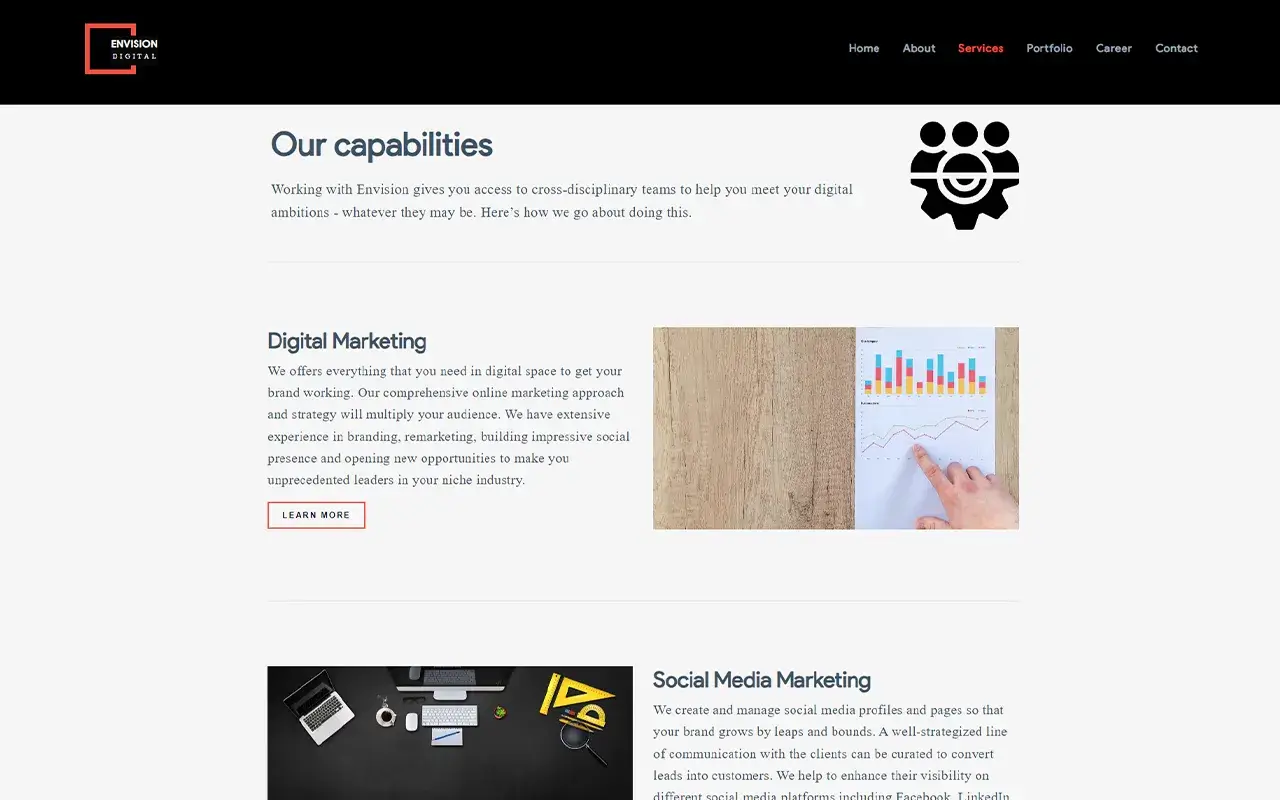 ENVISION
DIGITAL
Home
About
Services
Portfolio
Career
Contact
Our capabilities
Working with Envision gives you access to cross-disciplinary teams to help you meet your digital
ambitions - whatever they may be. Here's how we go about doing this.
Digital Marketing
We offers everything that you need in digital space to get your
brand working. Our comprehensive online marketing approach
and strategy will multiply your audience. We have extensive
experience in branding, remarketing, building impressive social
presence and opening new opportunities to make you
unprecedented leaders in your niche industry.
LEARN MORE
Social Media Marketing
We create and manage social media profiles and pages so that
your brand grows by leaps and bounds. A well-strategized line
of communication with the clients can be curated to convert
leads into customers. We help to enhance their visibility on
different social media platforms including Facebook, LinkedIn